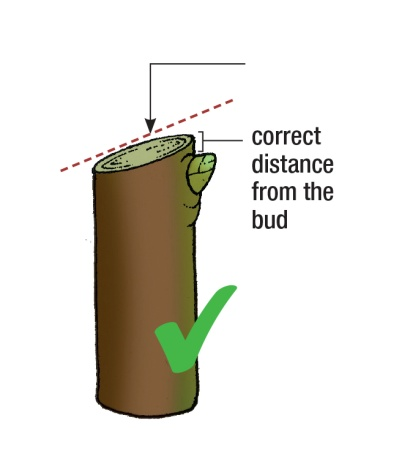 correct
distance
from the
bud